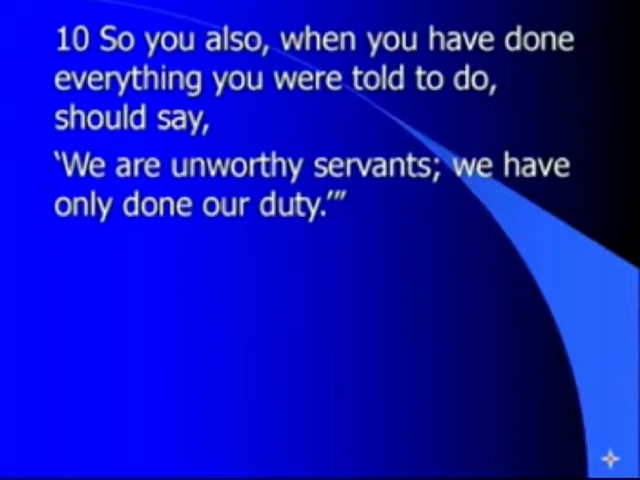 10 So you also, when you have done
everything you were told to do,
should say,
‘We are unworthy servants; we have
only done our duty.’”